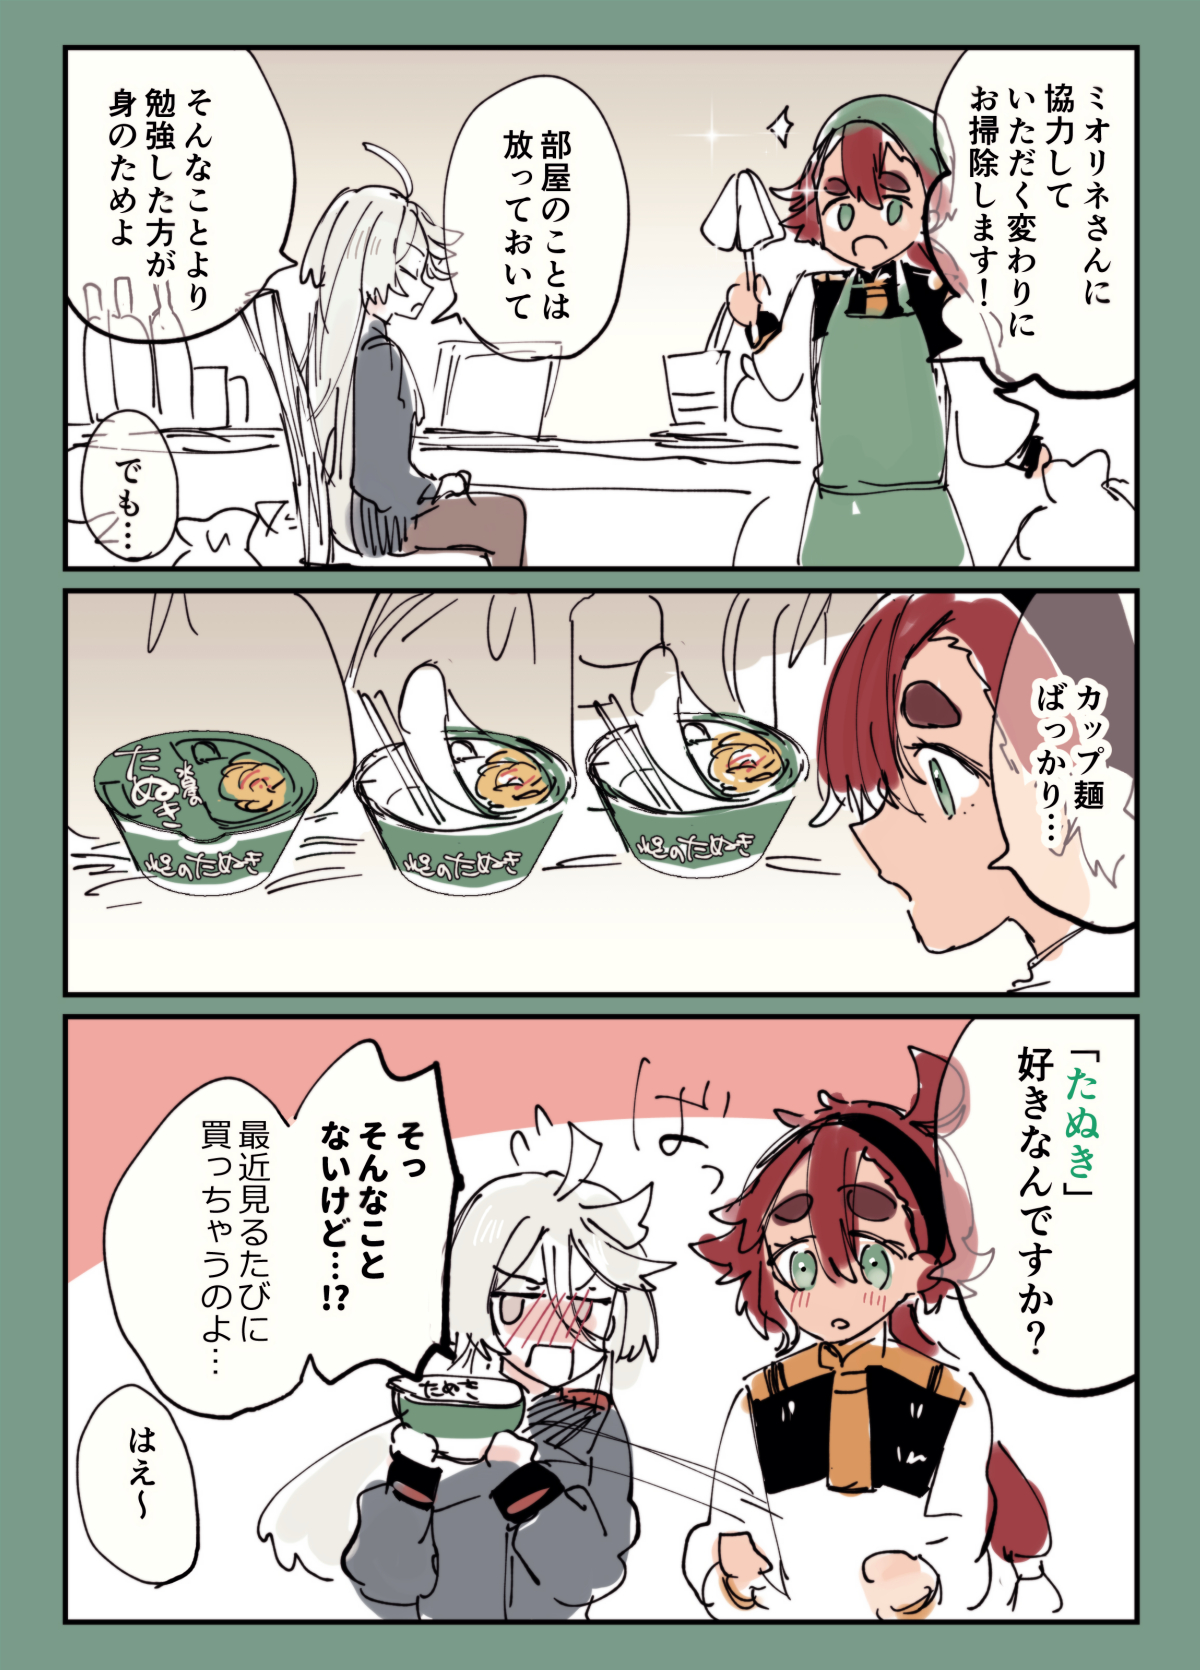 ミオリネさんに
協力して
いただく変わりに
お掃除します!
部屋のことは
放っておいて
そんなことより
勉強した方が
身のためよ
でも…
カップ麺
ばっかり…
たぬき
のたぬき
のたぬき
のたぬき
「たぬき」
好きなんですか?
ばっ
そっ
そんなこと
ないけど…!?
最近見るたびに
買っちゃうのよ…
たぬき
はえ〜